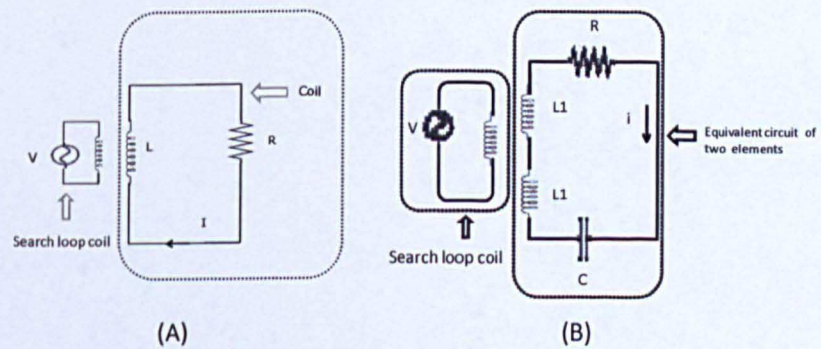 Coil
V
L
R
I
Search loop coil
(A)
R
V
L1
i
Equivalent circuit of
two elements
L1
Search loop coil
C
(B)